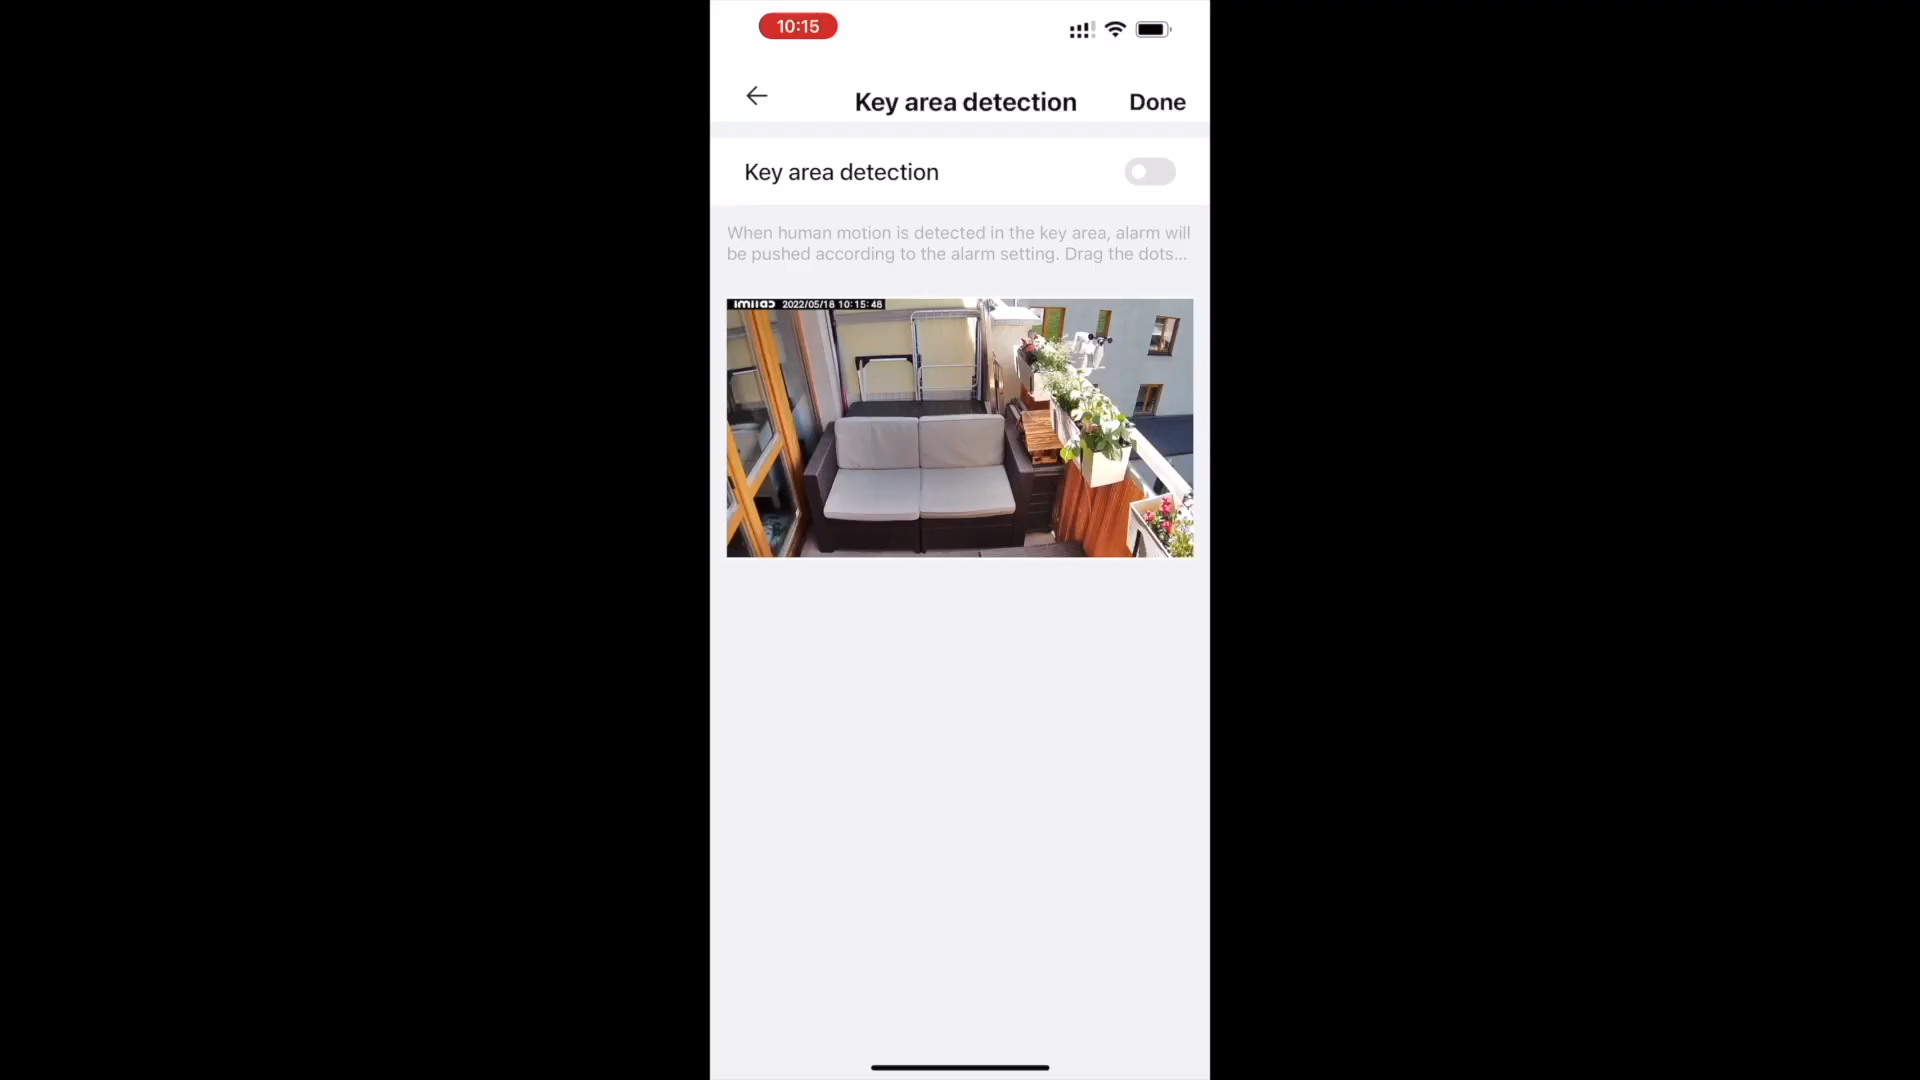 10:15
Key area detection
Done
Key area detection
When human motion is detected in the key area, alarm will
be pushed according to the alarm setting. Drag the dots...
imilab 2022/05/18 10:15:48